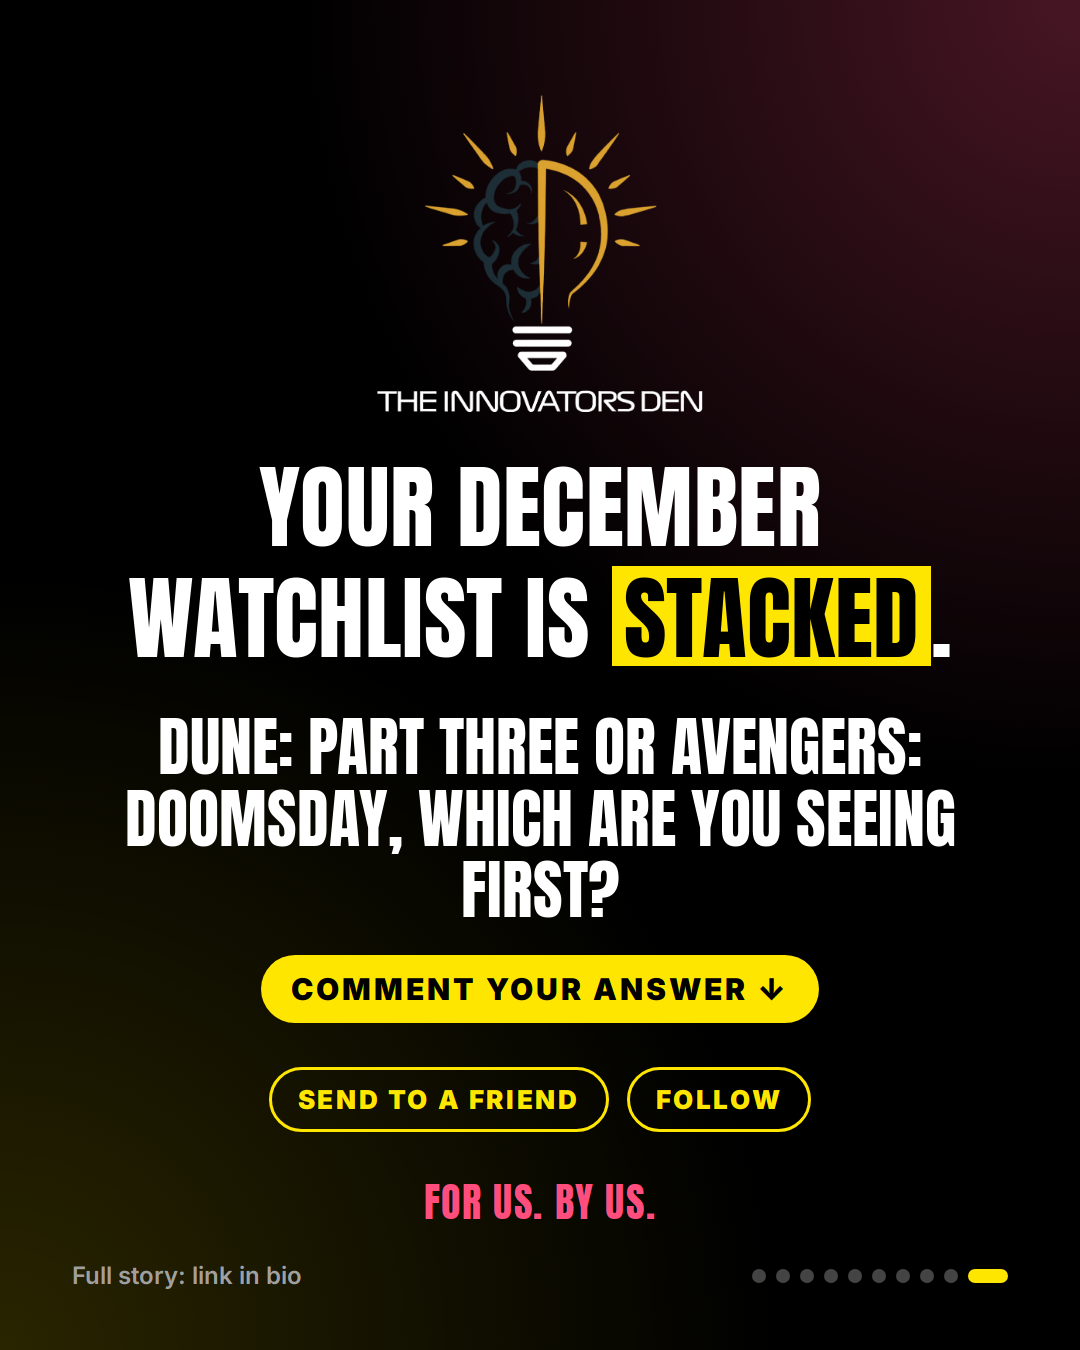 THE INNOVATORS DEN
YOUR DECEMBER
WATCHLIST IS STACKED.
DUNE: PART THREE OR AVENGERS:
DOOMSDAY, WHICH ARE YOU SEEING
FIRST?
COMMENT YOUR ANSWER ↓
SEND TO A FRIEND
FOLLOW
FOR US. BY US.
Full story: link in bio